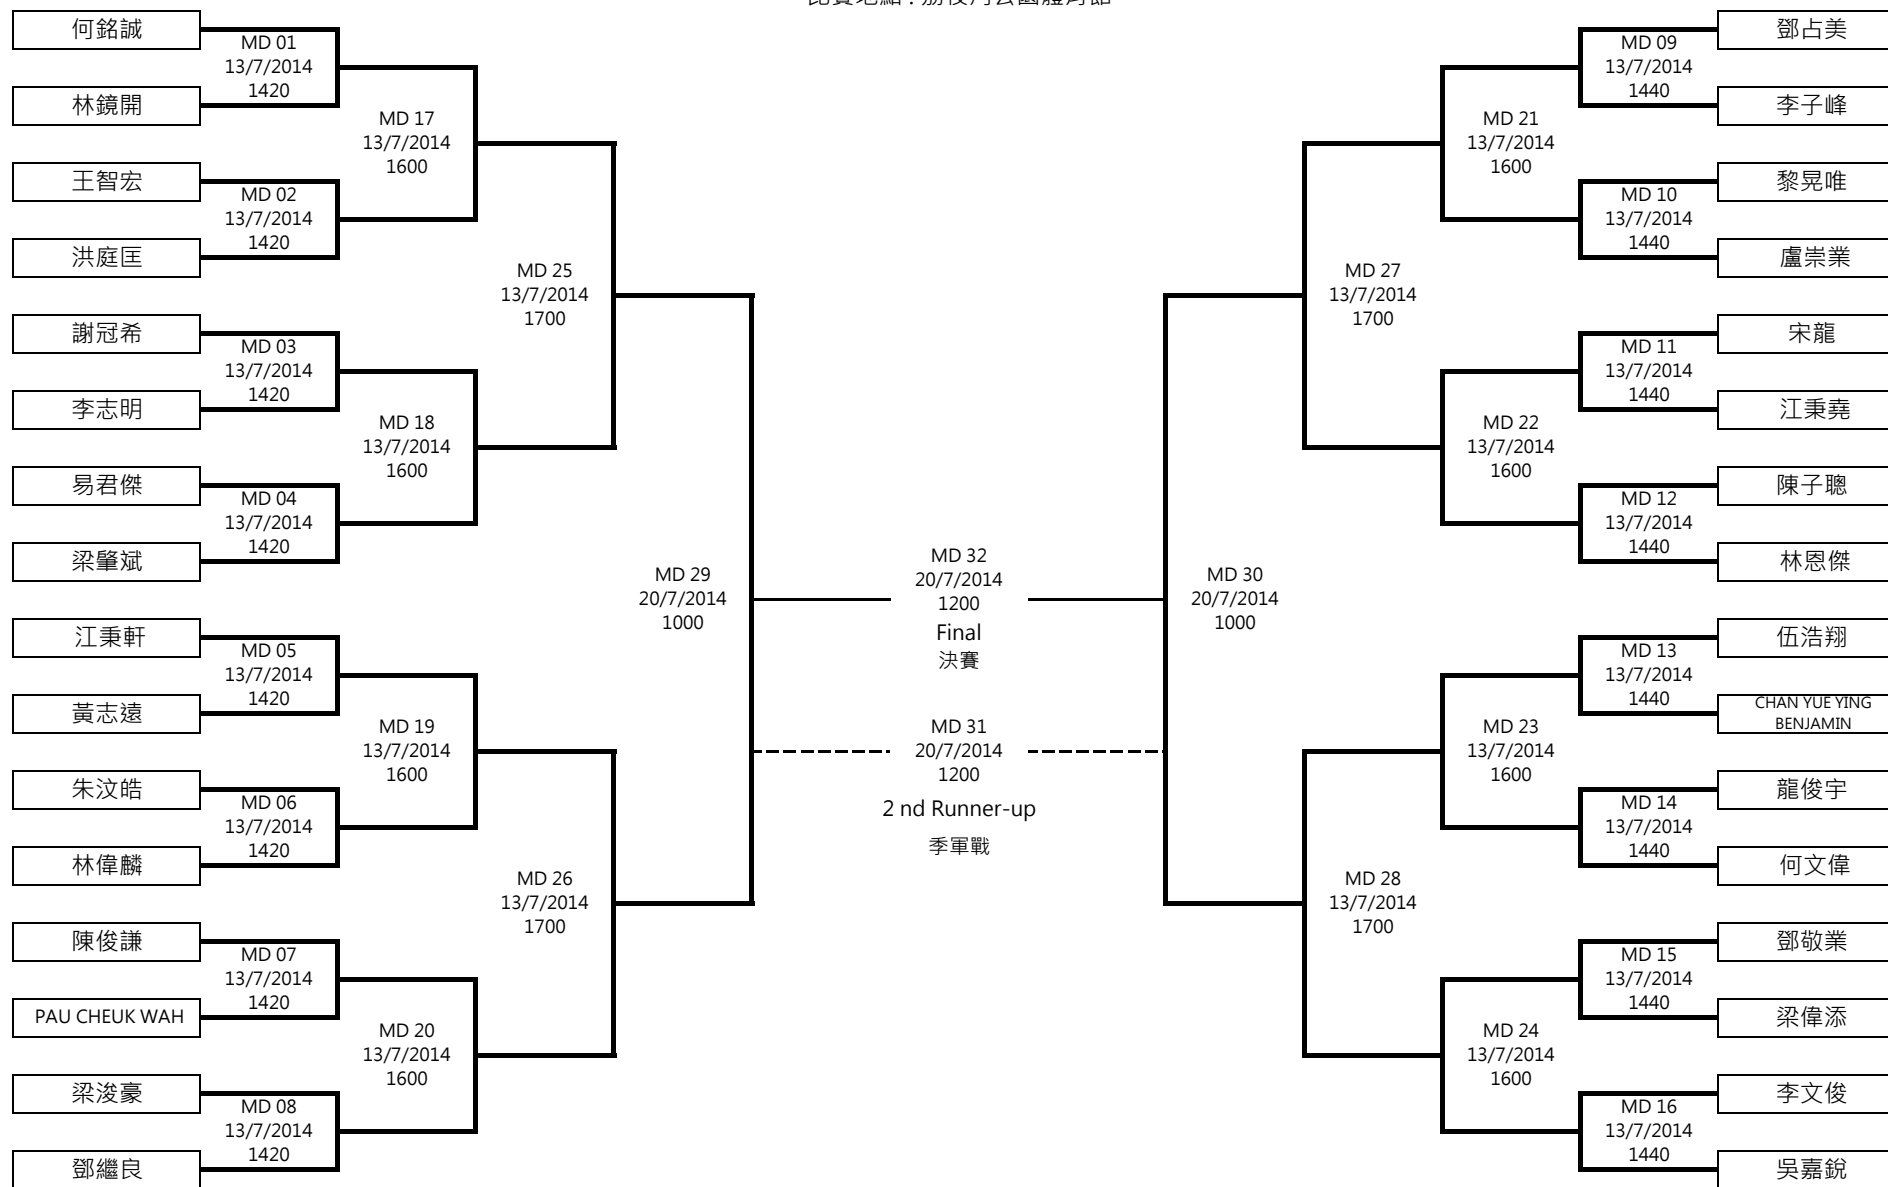 比賽地點 : 荔枝角公園體育館
何銘誠
MD 01
13/7/2014
1420
林鏡開
MD 17
13/7/2014
1600
王智宏
MD 02
13/7/2014
1420
洪庭匡
MD 25
13/7/2014
1700
謝冠希
MD 03
13/7/2014
1420
李志明
MD 18
13/7/2014
1600
易君傑
MD 04
13/7/2014
1420
梁肇斌
MD 29
20/7/2014
1000
江秉軒
MD 05
13/7/2014
1420
黃志遠
MD 19
13/7/2014
1600
朱汶皓
MD 06
13/7/2014
1420
林偉麟
MD 26
13/7/2014
1700
陳俊謙
MD 07
13/7/2014
1420
PAU CHEUK WAH
MD 20
13/7/2014
1600
梁浚豪
MD 08
13/7/2014
1420
鄧繼良
MD 32
20/7/2014
1200
Final
決賽
MD 31
20/7/2014
1200
2 nd Runner-up
季軍戰
鄧占美
MD 09
13/7/2014
1440
李子峰
MD 21
13/7/2014
1600
黎晃唯
MD 10
13/7/2014
1440
盧崇業
MD 27
13/7/2014
1700
宋龍
MD 11
13/7/2014
1440
江秉堯
MD 22
13/7/2014
1600
陳子聰
MD 12
13/7/2014
1440
林恩傑
MD 30
20/7/2014
1000
伍浩翔
MD 13
13/7/2014
1440
CHAN YUE YING
BENJAMIN
MD 23
13/7/2014
1600
龍俊宇
MD 14
13/7/2014
1440
何文偉
MD 28
13/7/2014
1700
鄧敬業
MD 15
13/7/2014
1440
梁偉添
MD 24
13/7/2014
1600
李文俊
MD 16
13/7/2014
1440
吳嘉銳